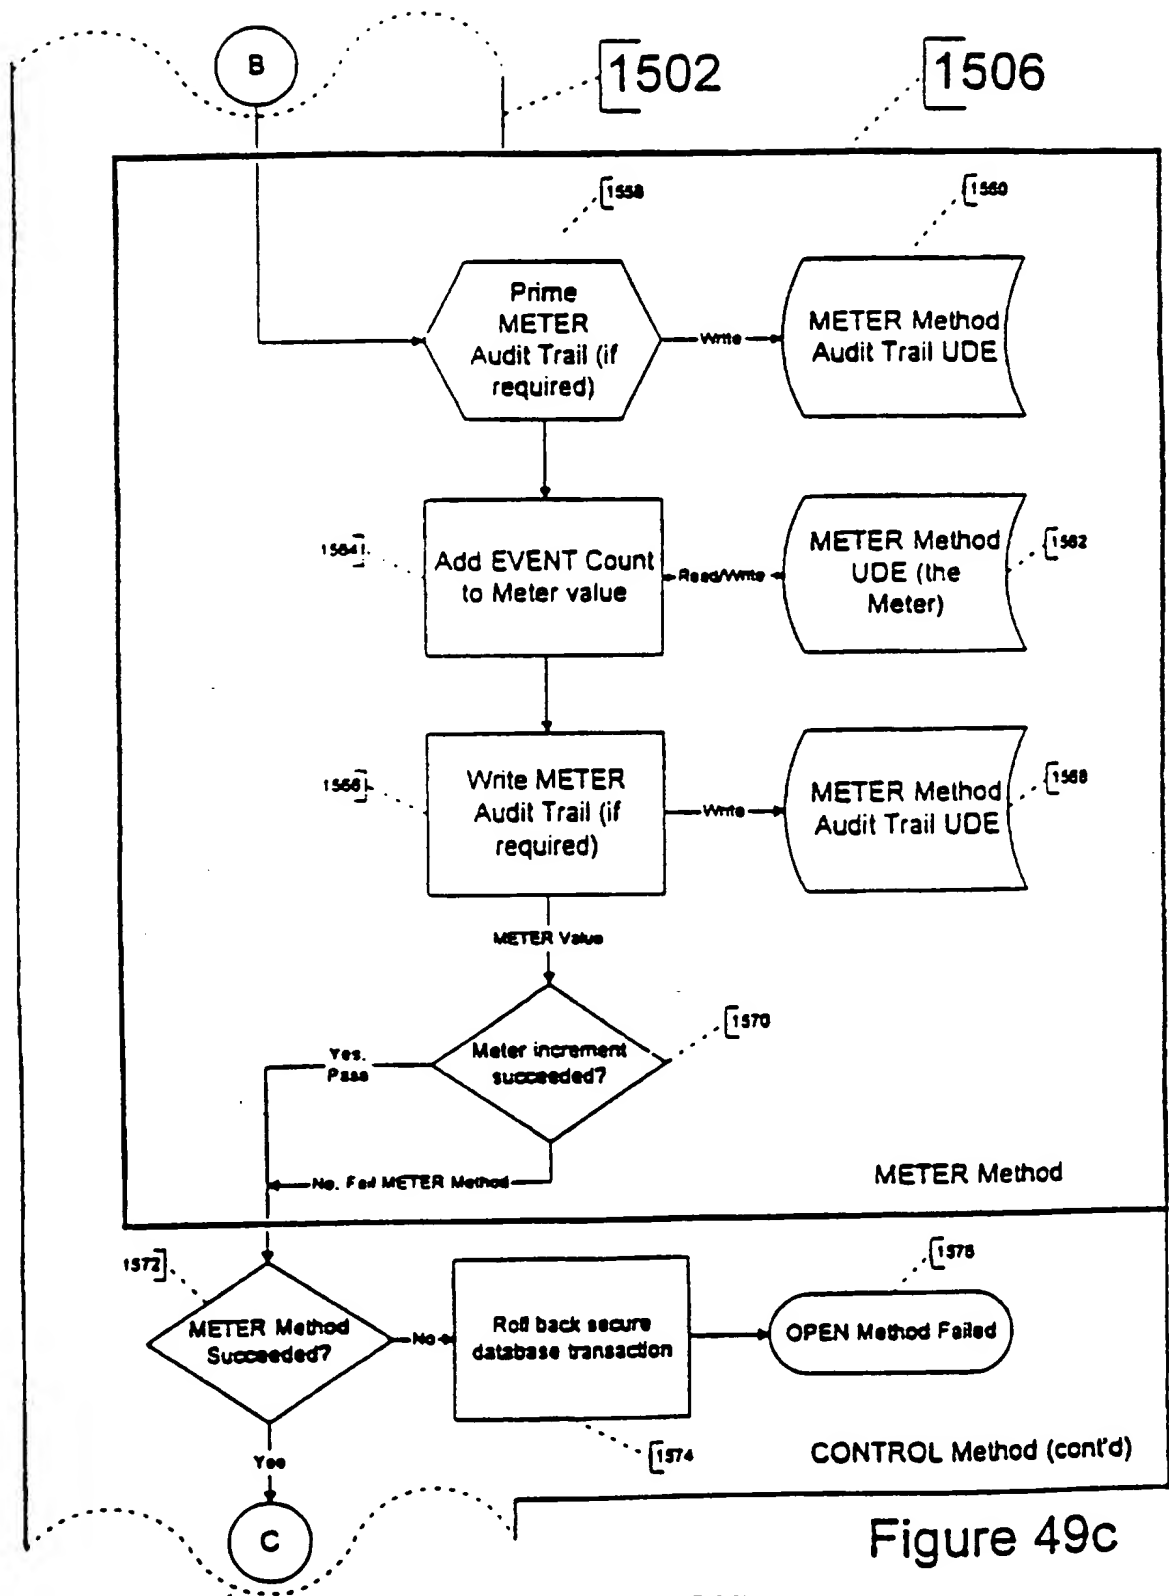 B
1502
1506
1558
1560
Prime
METER
Audit Trail (if
required)
Write
METER Method
Audit Trail UDE
1564
Add EVENT Count
to Meter value
Read/Write
METER Method
UDE (the
Meter)
1562
1566
Write METER
Audit Trail (if
required)
Write
METER Method
Audit Trail UDE
1568
METER Value
1570
Meter increment
succeeded?
Yes.
Pass
No. Fail METER Method
METER Method
1572
METER Method
Succeeded?
No
Roll back secure
database transaction
1576
OPEN Method Failed
1574
CONTROL Method (cont'd)
Yes
C
Figure 49c